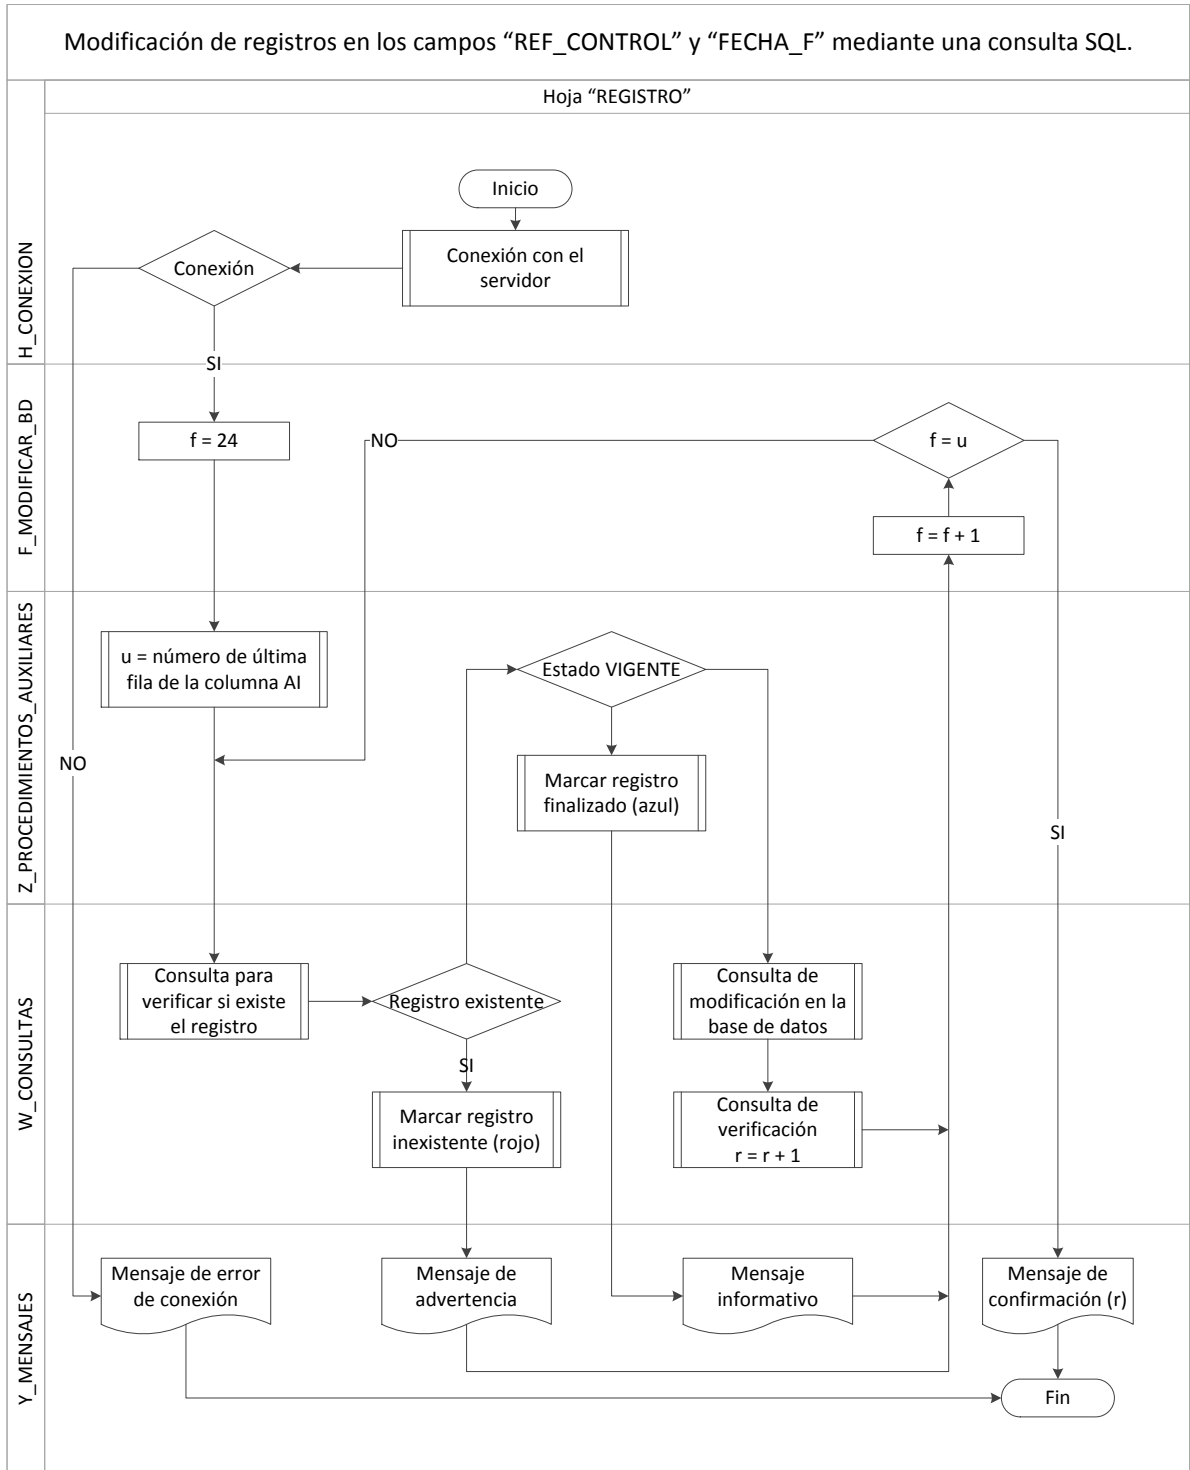 Modificación de registros en los campos “REF_CONTROL” y “FECHA_F” mediante una consulta SQL.
Hoja “REGISTRO”
H_CONEXION
Inicio
Conexión con el
servidor
Conexión
SI
F_MODIFICAR_BD
f = 24
NO
f = u
f = f + 1
Z_PROCEDIMIENTOS_AUXILIARES
u = número de última
fila de la columna AI
Estado VIGENTE
Marcar registro
finalizado (azul)
NO
SI
W_CONSULTAS
Consulta para
verificar si existe
el registro
Registro existente
SI
Marcar registro
inexistente (rojo)
Consulta de
modificación en la
base de datos
Consulta de
verificación
r = r + 1
Y_MENSAJES
Mensaje de error
de conexión
Mensaje de
advertencia
Mensaje
informativo
Mensaje de
confirmación (r)
Fin